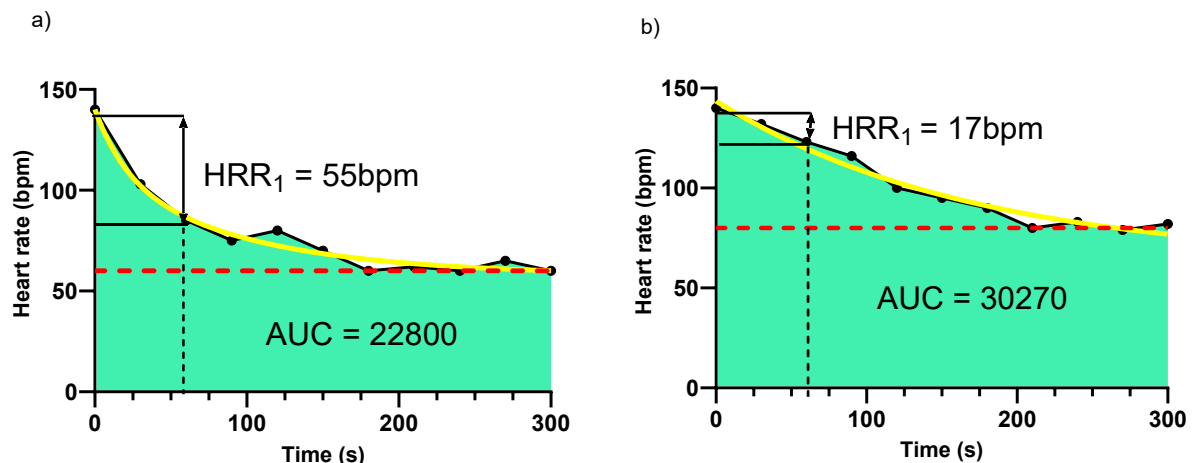 a)
150
100
50
0
Heart rate (bpm)
HRR₁ = 55bpm
AUC = 22800
0
100
200
300
Time (s)
b)
150
100
50
0
Heart rate (bpm)
HRR₁ = 17bpm
AUC = 30270
0
100
200
300
Time (s)